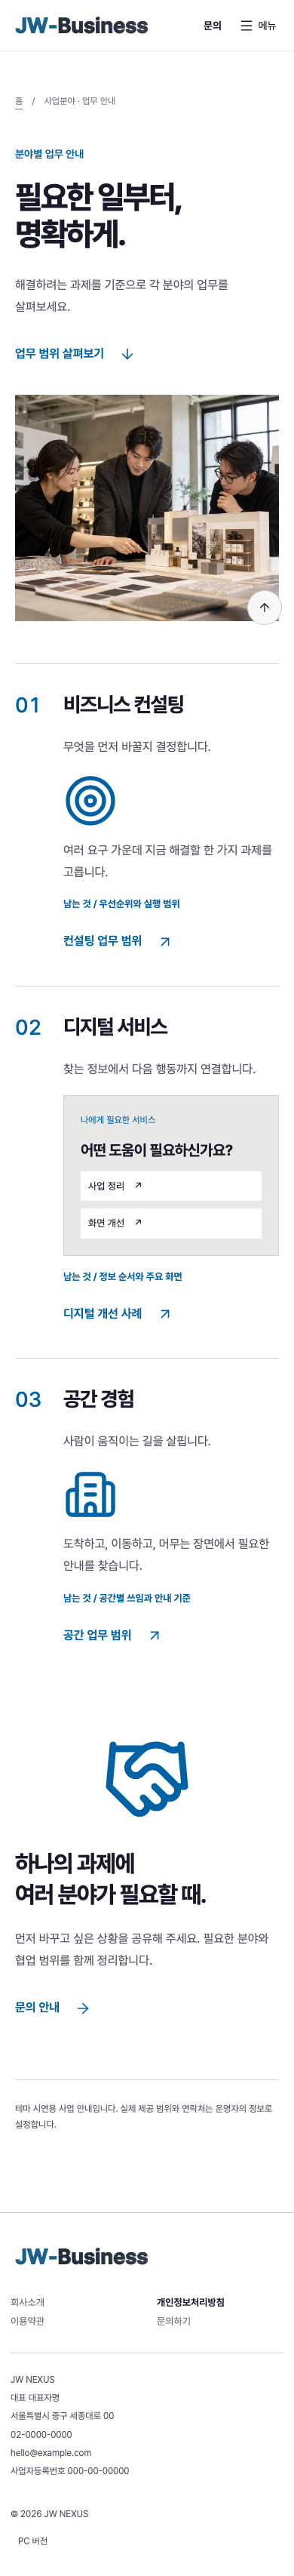 JW-Business
문의
메뉴
홈 / 사업분야 · 업무 안내
분야별 업무 안내
필요한 일부터,
명확하게.
해결하려는 과제를 기준으로 각 분야의 업무를
살펴보세요.
업무 범위 살펴보기
01 비즈니스 컨설팅
무엇을 먼저 바꿀지 결정합니다.
여러 요구 가운데 지금 해결할 한 가지 과제를
고릅니다.
남는 것 / 우선순위와 실행 범위
컨설팅 업무 범위
02 디지털 서비스
찾는 정보에서 다음 행동까지 연결합니다.
나에게 필요한 서비스
어떤 도움이 필요하신가요?
사업 정리
화면 개선
남는 것 / 정보 순서와 주요 화면
디지털 개선 사례
03 공간 경험
사람이 움직이는 길을 살핍니다.
도착하고, 이동하고, 머무는 장면에서 필요한
안내를 찾습니다.
남는 것 / 공간별 쓰임과 안내 기준
공간 업무 범위
하나의 과제에
여러 분야가 필요할 때.
먼저 바꾸고 싶은 상황을 공유해 주세요. 필요한 분야와
협업 범위를 함께 정리합니다.
문의 안내
테마 시연용 사업 안내입니다. 실제 제공 범위와 연락처는 운영자의 정보로
설정합니다.
JW-Business
회사소개
개인정보처리방침
이용약관
문의하기
JW NEXUS
대표 대표자명
서울특별시 중구 세종대로 00
02-0000-0000
hello@example.com
사업자등록번호 000-00-00000
© 2026 JW NEXUS
PC 버전